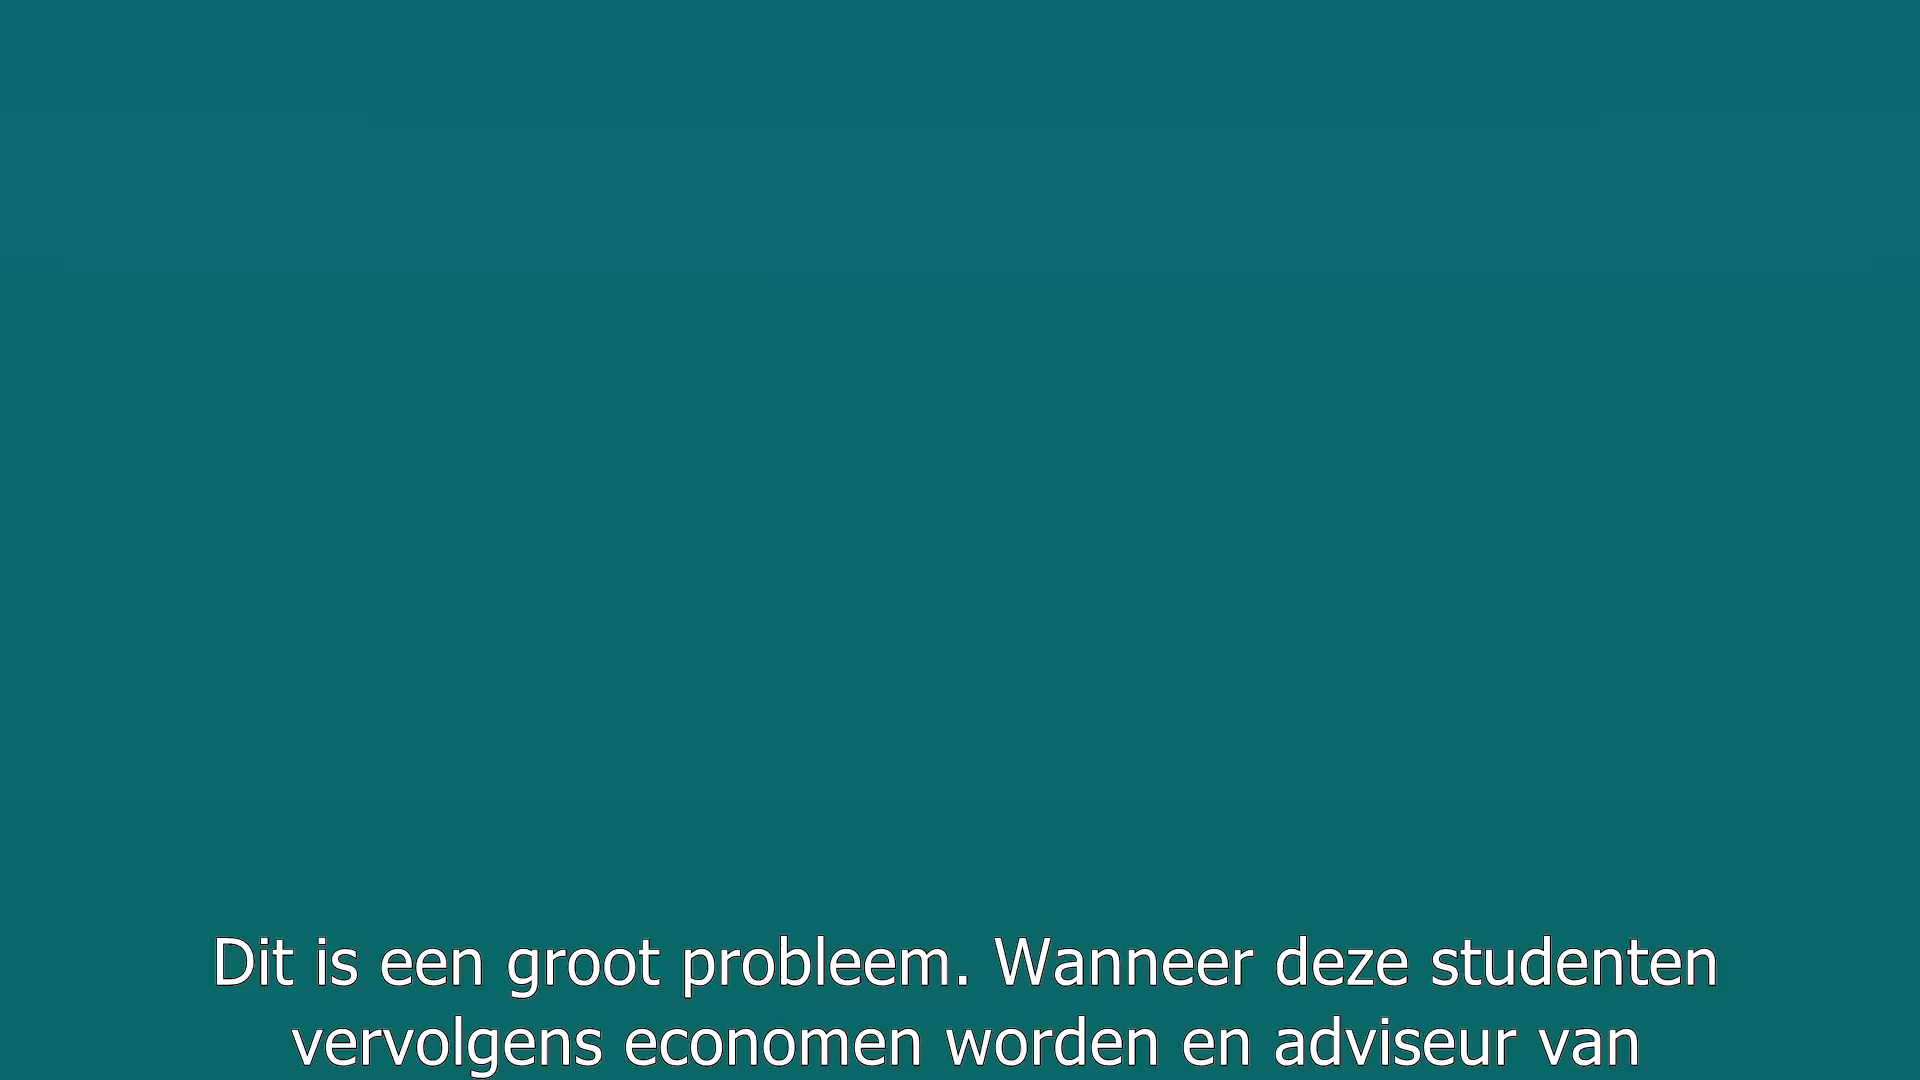 Dit is een groot probleem. Wanneer deze studenten
vervolgens economen worden en adviseur van